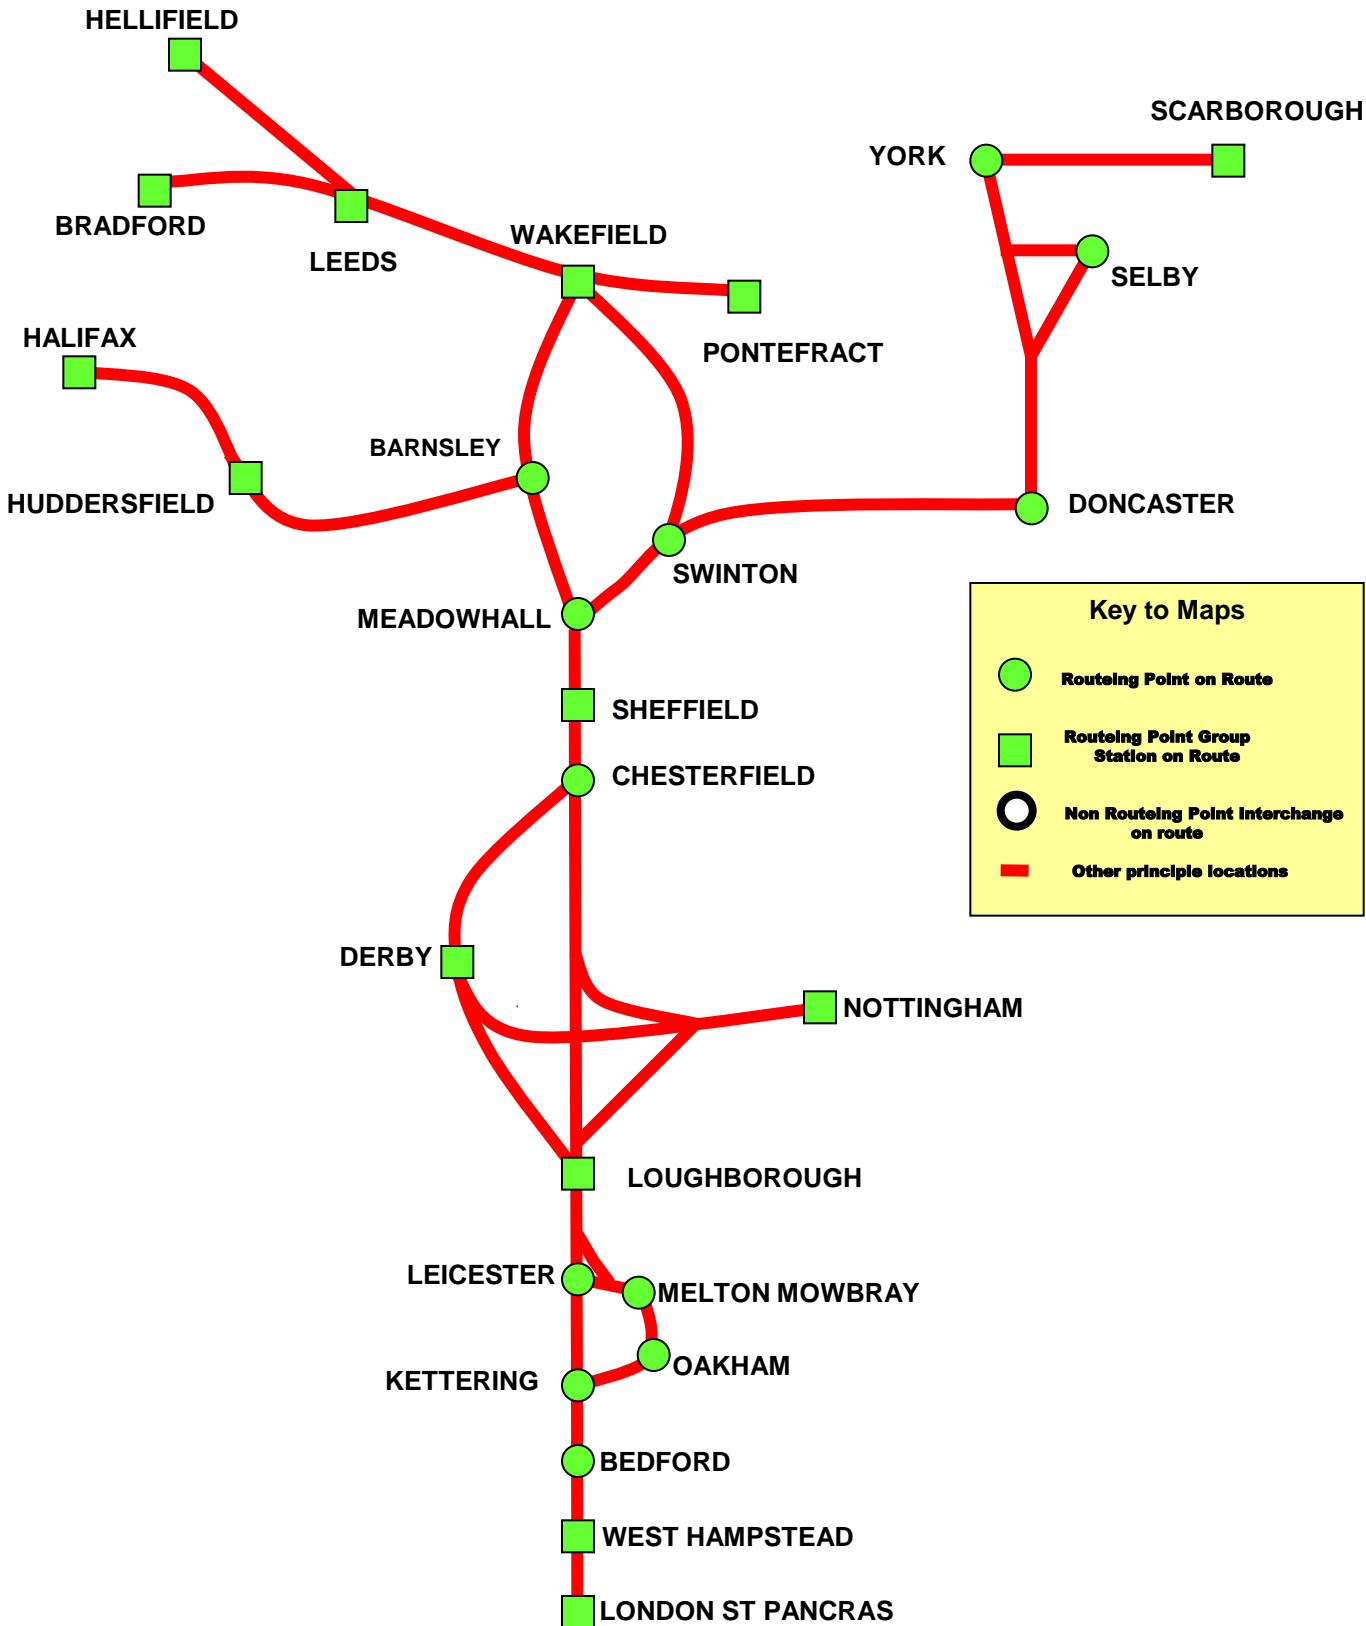 HELLIFIELD
SCARBOROUGH
YORK
BRADFORD
WAKEFIELD
LEEDS
SELBY
HALIFAX
PONTEFRACT
BARNSLEY
HUDDERSFIELD
DONCASTER
SWINTON
MEADOWHALL
Key to Maps
Routeing Point on Route
Routeing Point Group
Station on Route
Non Routeing Point Interchange
on route
Other principle locations
SHEFFIELD
CHESTERFIELD
DERBY
NOTTINGHAM
LOUGHBOROUGH
LEICESTER
MELTON MOWBRAY
OAKHAM
KETTERING
BEDFORD
WEST HAMPSTEAD
LONDON ST PANCRAS